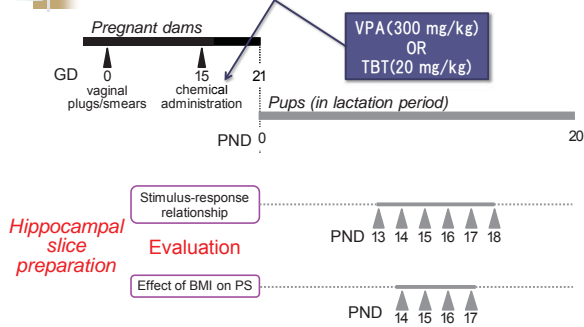 Pregnant dams
VPA(300 mg/kg)
OR
TBT(20 mg/kg)
GD 0 15 21
vaginal plugs/smears
chemical administration
Pups (in lactation period)
PND 0 20
Stimulus-response
relationship
Hippocampal
slice
preparation
Evaluation
PND 13 14 15 16 17 18
Effect of BMI on PS
PND 14 15 16 17